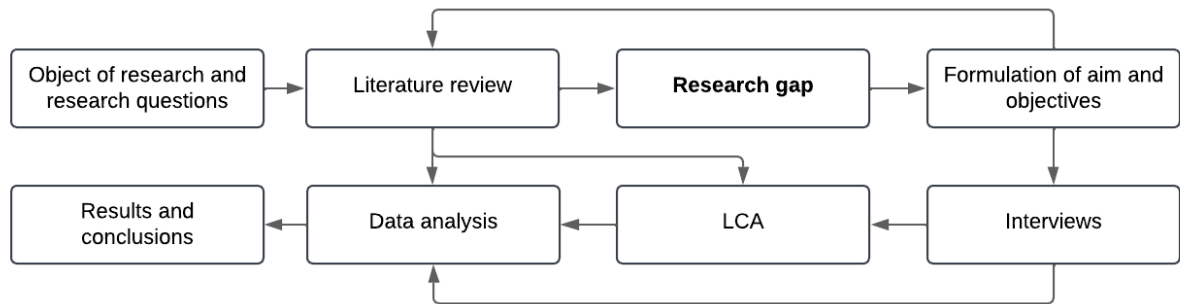 Object of research and
research questions
Literature review
Research gap
Formulation of aim and
objectives
Results and
conclusions
Data analysis
LCA
Interviews